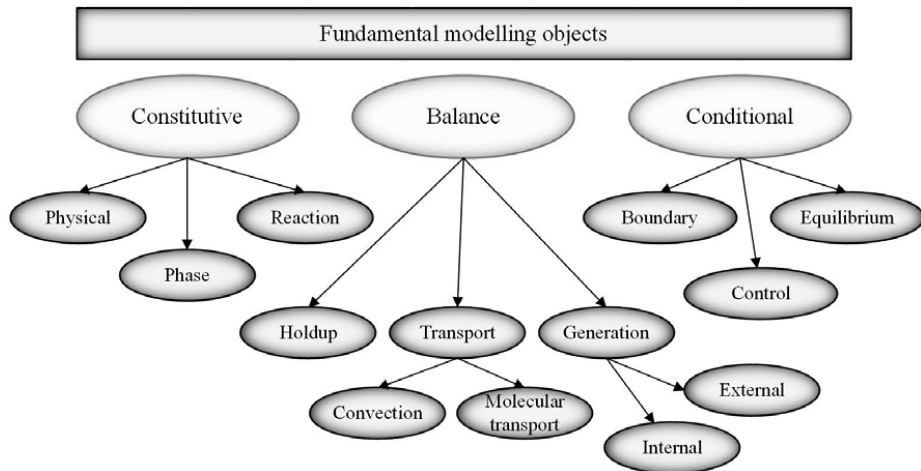 Fundamental modelling objects
Constitutive
Balance
Conditional
Physical
Reaction
Boundary
Equilibrium
Phase
Control
Holdup
Transport
Generation
External
Convection
Molecular
transport
Internal